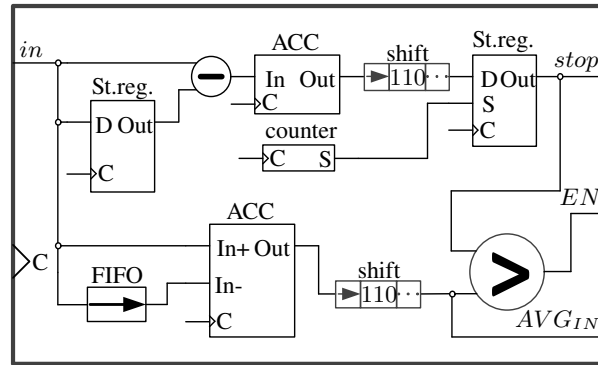 in
ACC
shift
St.reg.
stop
St.reg.
In Out
110 ...
D Out
S
C
D Out
C
counter
C S
C
EN
ACC
C
In+ Out
FIFO
In-
shift
110 ...
>
C
AVG_IN